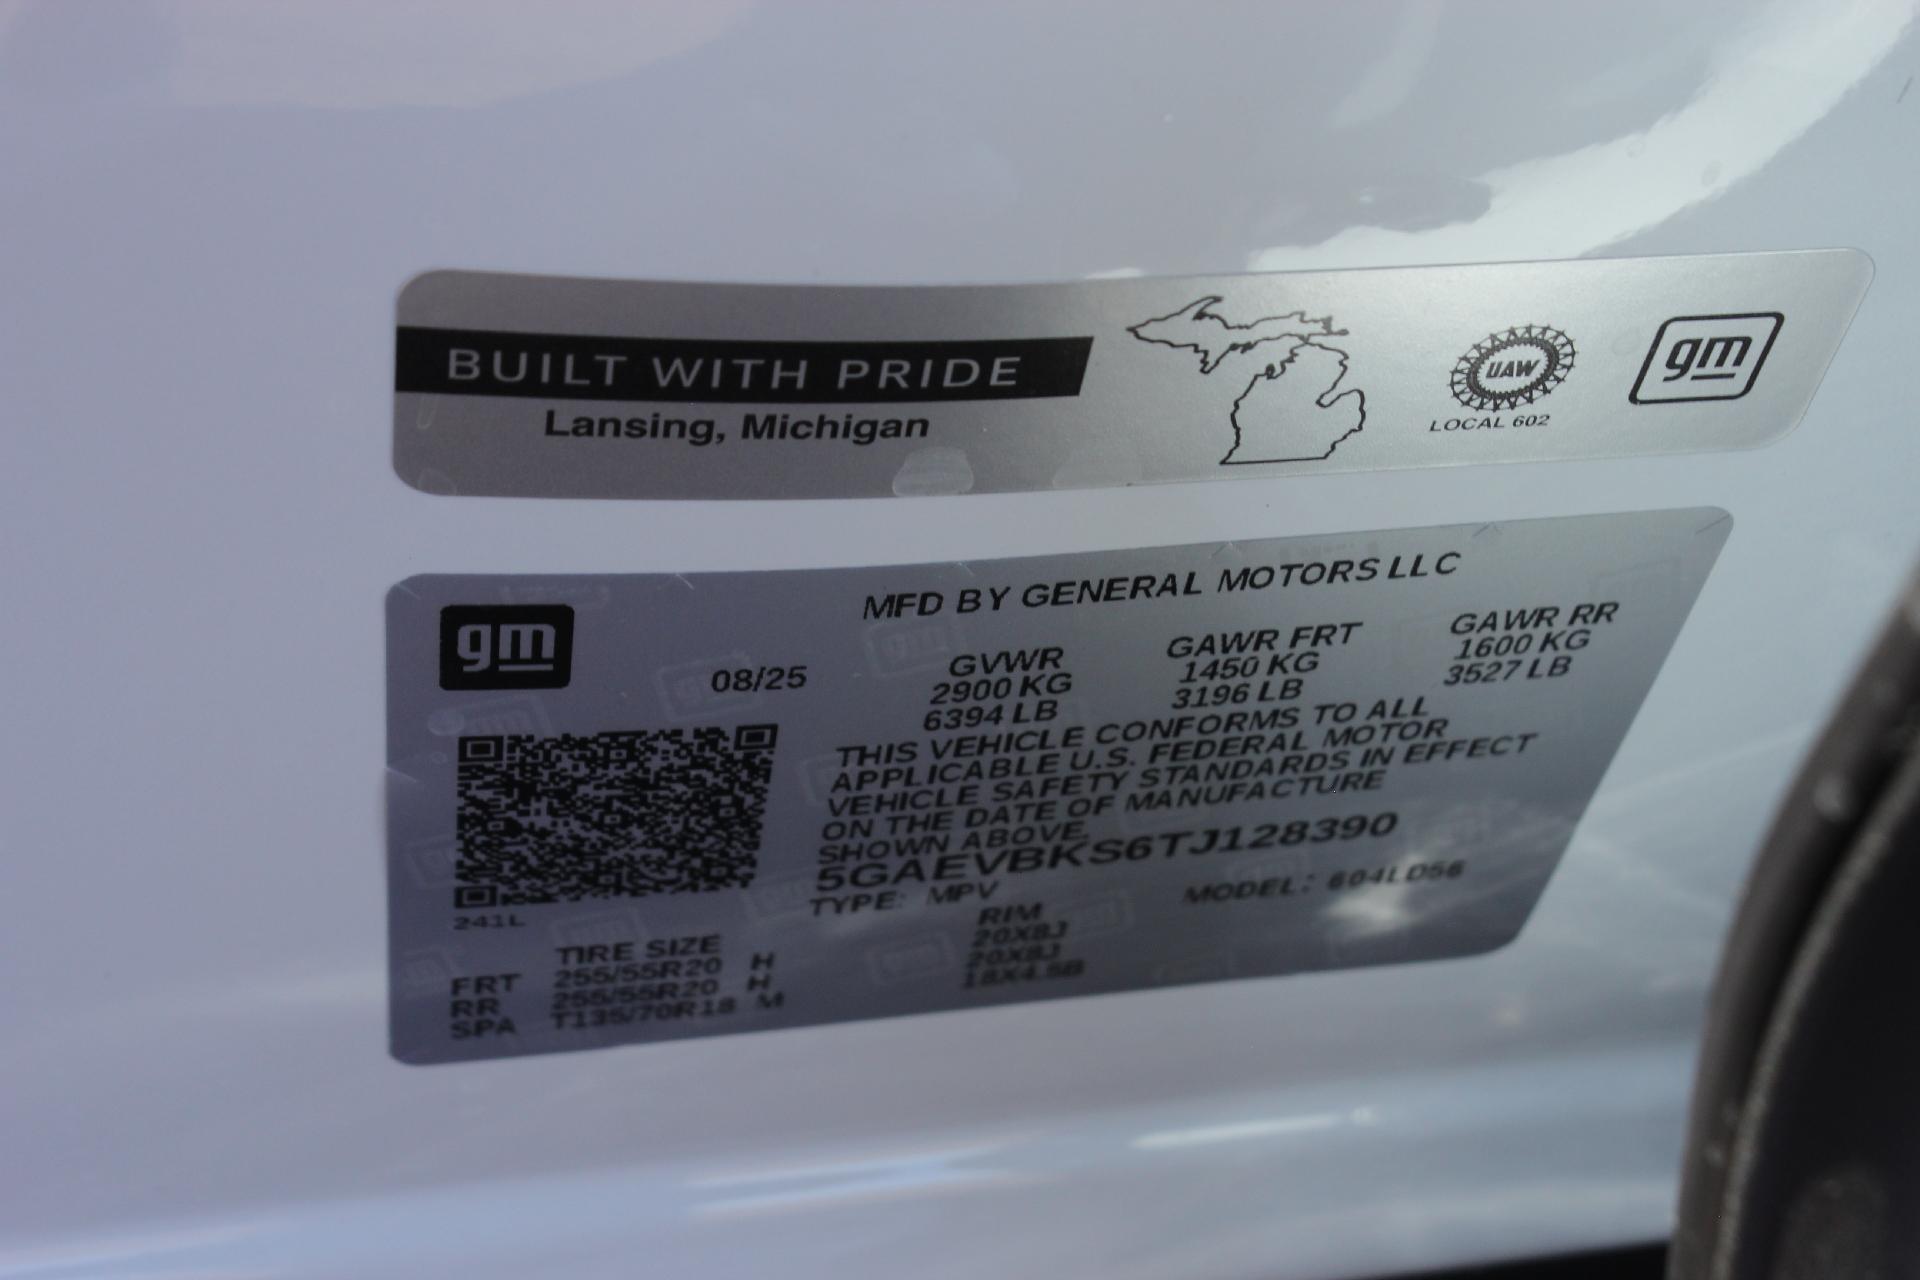 BUILT WITH PRIDE
Lansing, Michigan
UAW
LOCAL 602
gm
gm
MFD BY GENERAL MOTORS LLC
08/25
GVWR GAWR FRT GAWR RR
2900 KG 1450 KG 1600 KG
6394 LB 3196 LB 3527 LB
THIS VEHICLE CONFORMS TO ALL
APPLICABLE U.S. FEDERAL MOTOR
VEHICLE SAFETY STANDARDS IN EFFECT
ON THE DATE OF MANUFACTURE
SHOWN ABOVE.
5GAEVBKS6TJ128390
TYPE: MPV MODEL: 604LD56
241L
TIRE SIZE RIM
FRT 255/55R20 H 20X8J
RR 255/55R20 H 20X8J
SPA T135/70R18 M 18X4.5B